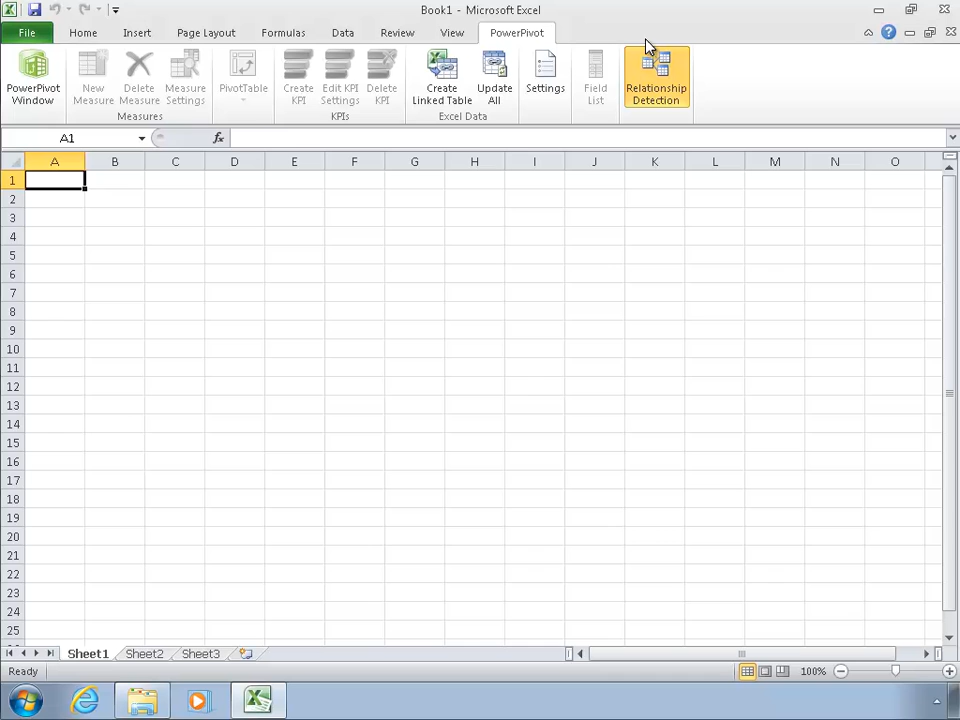 Book1 - Microsoft Excel
File Home Insert Page Layout Formulas Data Review View PowerPivot
PowerPivot Window
New Measure
Delete Measure
Measure Settings
Measures
PivotTable
Create KPI
Edit KPI Settings
Delete KPI
KPIs
Create Linked Table
Update All
Excel Data
Settings
Field List
Relationship Detection
A1 fx
A B C D E F G H I J K L M N O
1
2
3
4
5
6
7
8
9
10
11
12
13
14
15
16
17
18
19
20
21
22
23
24
25
Sheet1 Sheet2 Sheet3
Ready 100%